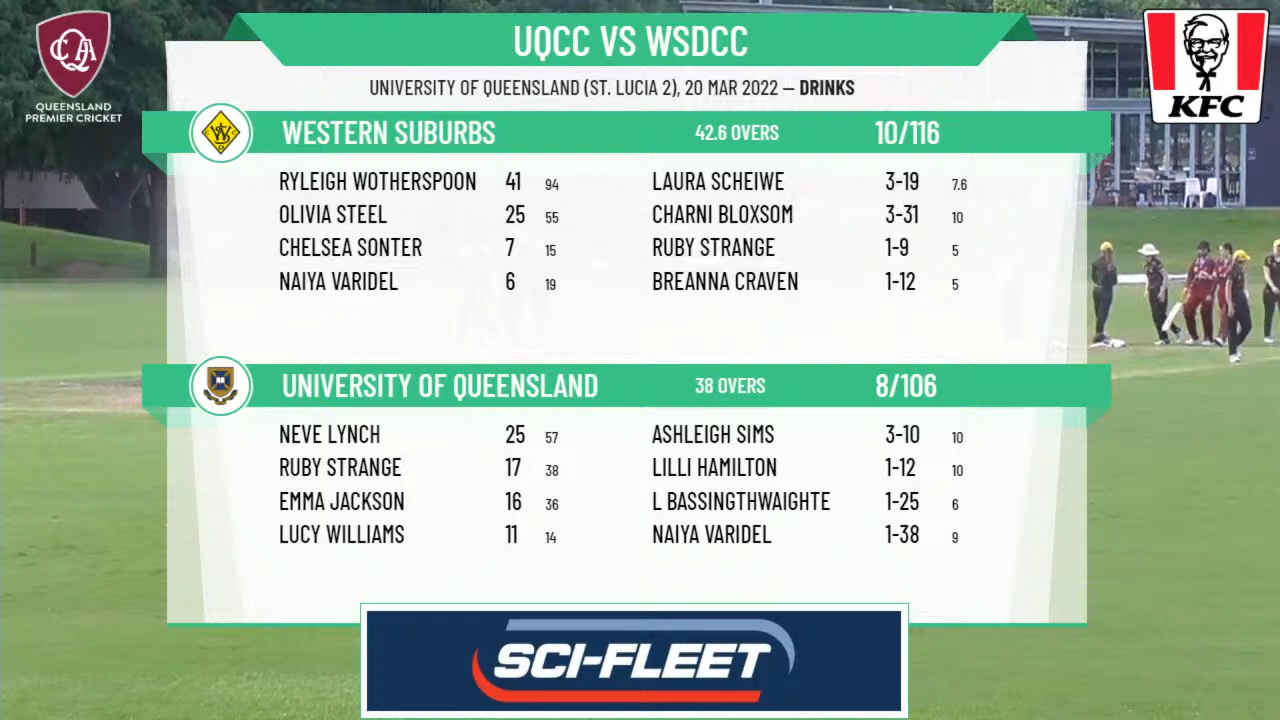 UQCC VS WSDCC
QUEENSLAND
PREMIER CRICKET
KFC
UNIVERSITY OF QUEENSLAND (ST. LUCIA 2), 20 MAR 2022 – DRINKS
WESTERN SUBURBS 42.6 OVERS 10/116
RYLEIGH WOTHERSPOON 41 94 LAURA SCHEIWE 3-19 7.6
OLIVIA STEEL 25 55 CHARNI BLOXSOM 3-31 10
CHELSEA SONTER 7 15 RUBY STRANGE 1-9 5
NAIYA VARIDEL 6 19 BREANNA CRAVEN 1-12 5
UNIVERSITY OF QUEENSLAND 38 OVERS 8/106
NEVE LYNCH 25 57 ASHLEIGH SIMS 3-10 10
RUBY STRANGE 17 38 LILLI HAMILTON 1-12 10
EMMA JACKSON 16 36 L BASSINGTHWAIGHTE 1-25 6
LUCY WILLIAMS 11 14 NAIYA VARIDEL 1-38 9
SCI-FLEET